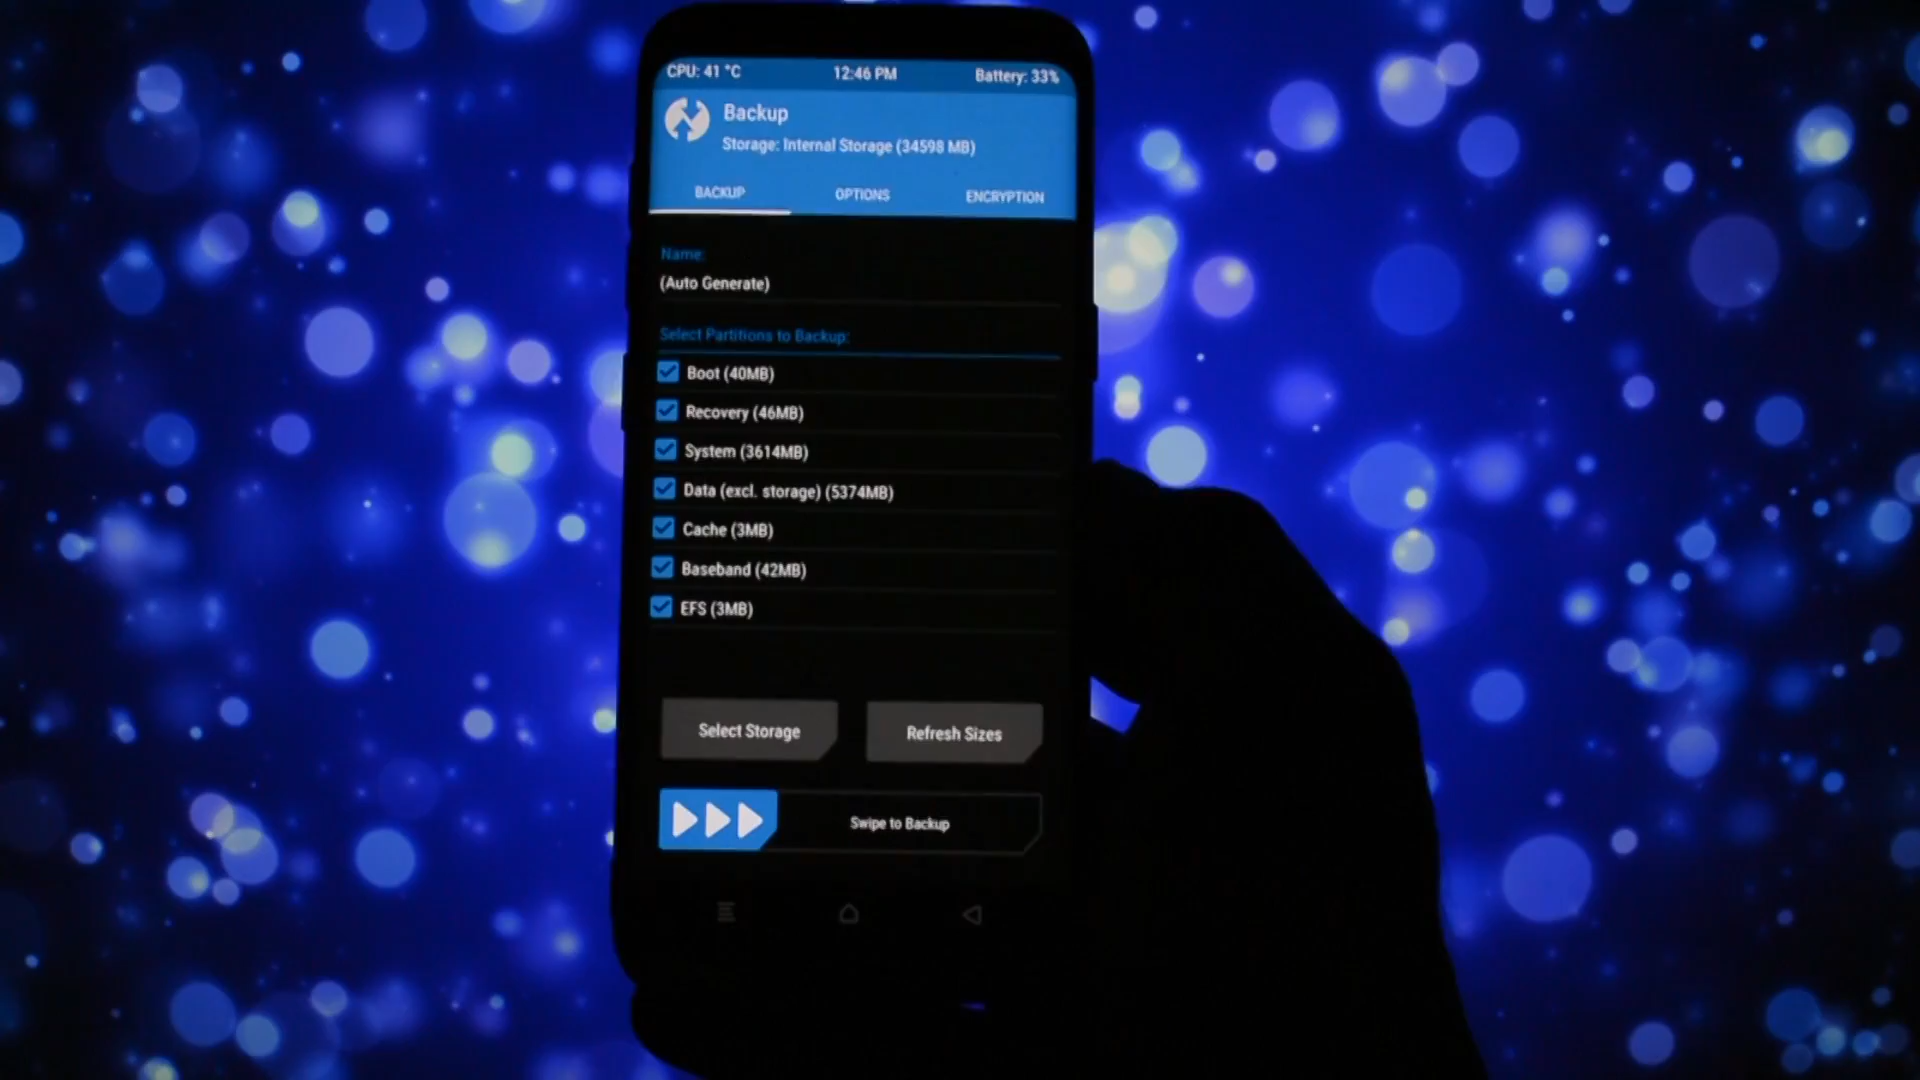 CPU: 41 °C 12:46 PM Battery: 33%
Backup
Storage: Internal Storage (34598 MB)
BACKUP OPTIONS ENCRYPTION
Name:
(Auto Generate)
Select Partitions to Backup:
Boot (40MB)
Recovery (46MB)
System (3614MB)
Data (excl. storage) (5374MB)
Cache (3MB)
Baseband (42MB)
EFS (3MB)
Select Storage Refresh Sizes
Swipe to Backup